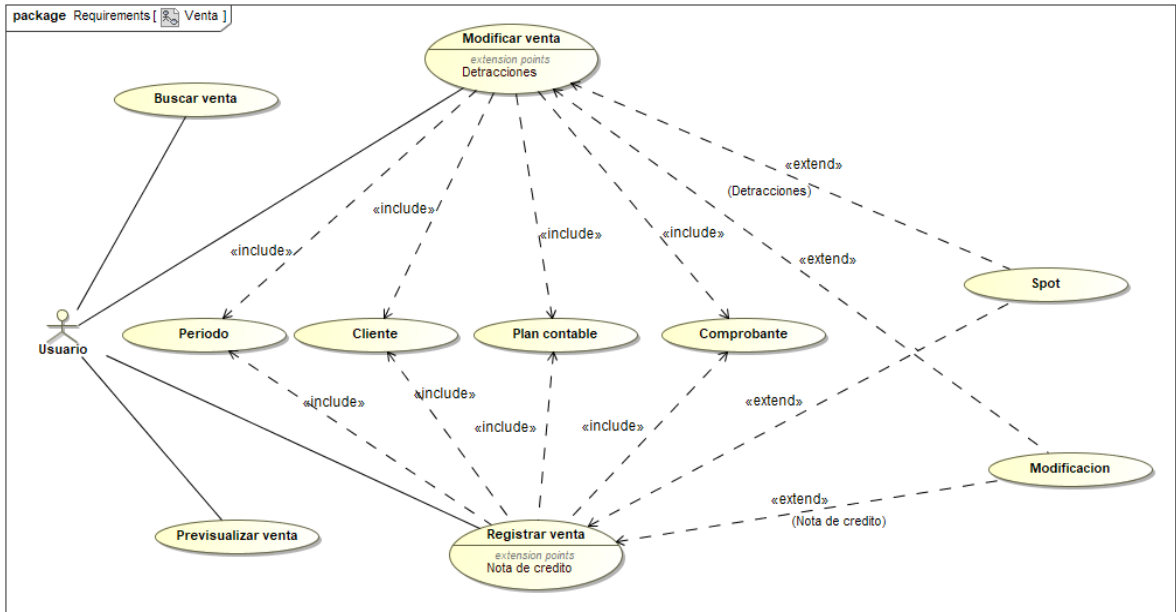 package Requirements [ Venta ]
Modificar venta
extension points
Detracciones
Buscar venta
«extend»
(Detracciones)
«include»
«include»
«include»
«include»
«extend»
Spot
Usuario
Periodo
Cliente
Plan contable
Comprobante
«include»
«include»
«include»
«include»
«extend»
Modificacion
«extend»
(Nota de credito)
Previsualizar venta
Registrar venta
extension points
Nota de credito